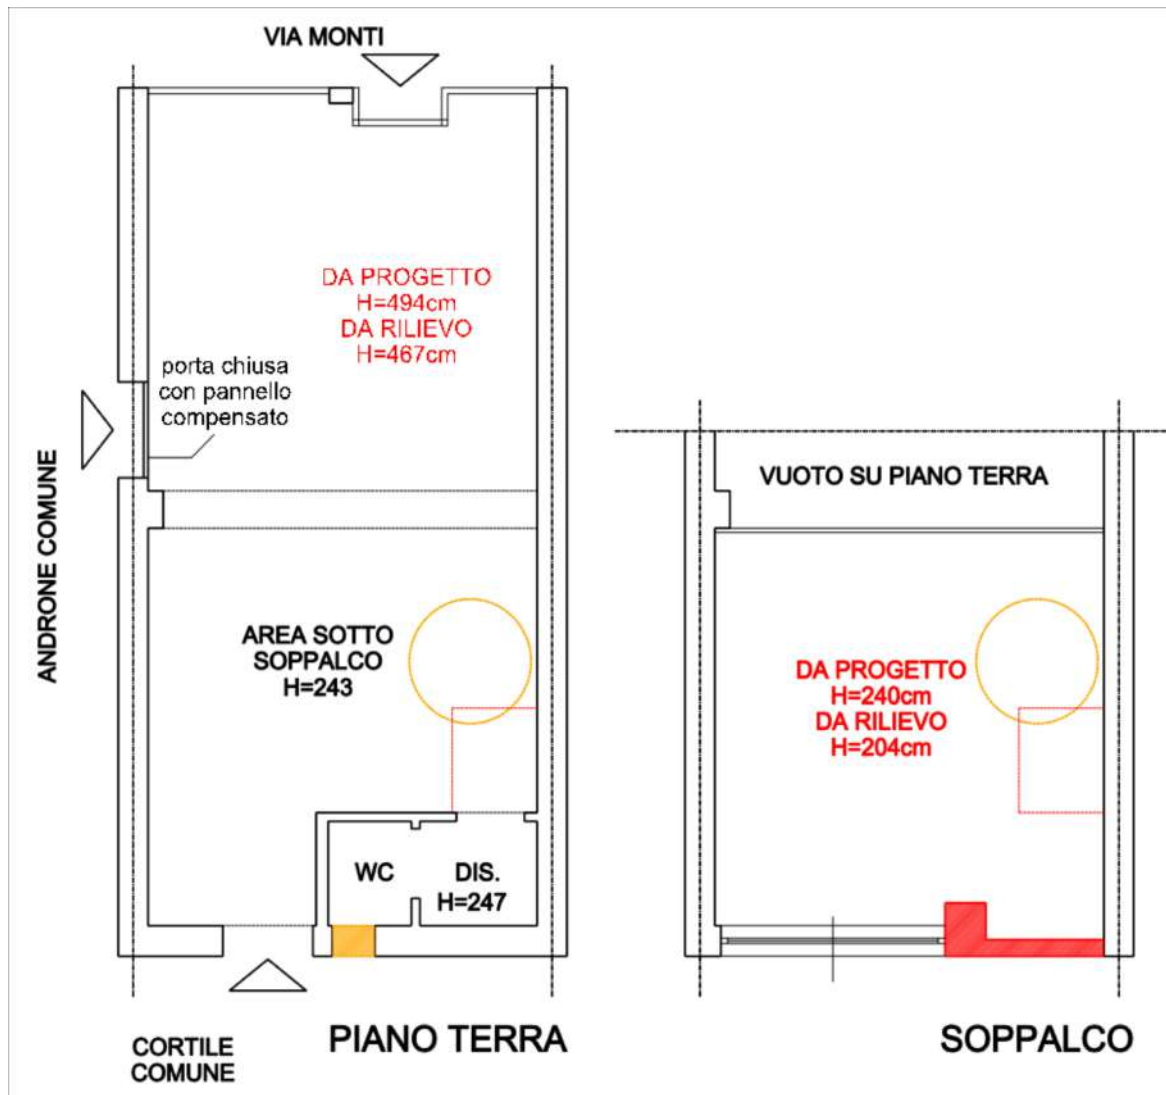 VIA MONTI
DA PROGETTO
H=494cm
DA RILIEVO
H=467cm
porta chiusa
con pannello
compensato
ANDRONE COMUNE
AREA SOTTO
SOPPALCO
H=243
WC
DIS.
H=247
CORTILE
COMUNE
PIANO TERRA
VUOTO SU PIANO TERRA
DA PROGETTO
H=240cm
DA RILIEVO
H=204cm
SOPPALCO